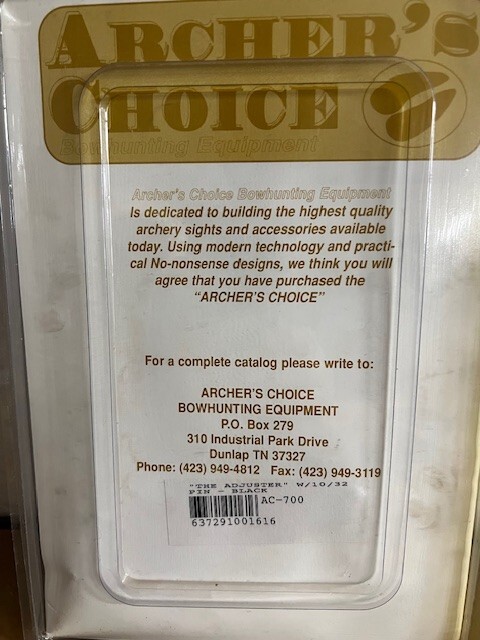 ARCHER'S
CHOICE
Bowhunting Equipment
Archer's Choice Bowhunting Equipment
Is dedicated to building the highest quality
archery sights and accessories available
today. Using modern technology and practi-
cal No-nonsense designs, we think you will
agree that you have purchased the
"ARCHER'S CHOICE"
For a complete catalog please write to:
ARCHER'S CHOICE
BOWHUNTING EQUIPMENT
P.O. Box 279
310 Industrial Park Drive
Dunlap TN 37327
Phone: (423) 949-4812 Fax: (423) 949-3119
"THE ADJUSTER" W/10/32
PIN - BLACK
AC-700
637291001616